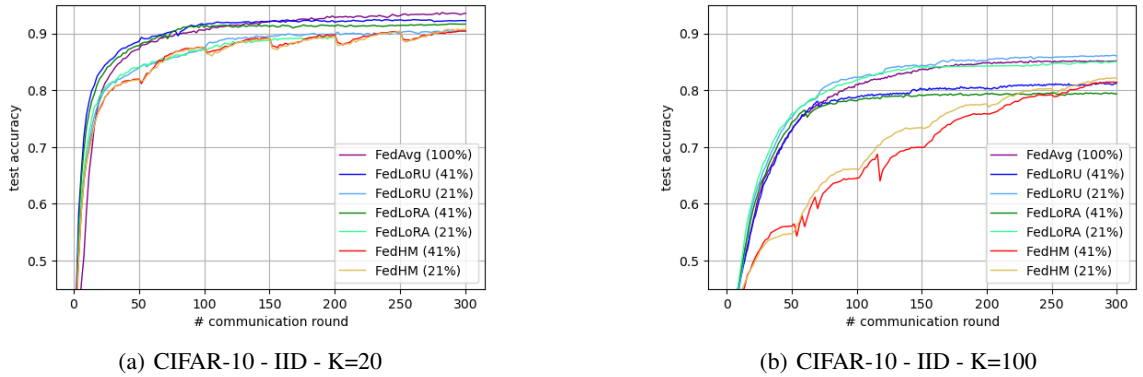 test accuracy
0.9
0.8
0.7
0.6
0.5
FedAvg (100%)
FedLoRU (41%)
FedLoRU (21%)
FedLoRA (41%)
FedLoRA (21%)
FedHM (41%)
FedHM (21%)
0 50 100 150 200 250 300
# communication round
(a) CIFAR-10 - IID - K=20
test accuracy
0.9
0.8
0.7
0.6
0.5
FedAvg (100%)
FedLoRU (41%)
FedLoRU (21%)
FedLoRA (41%)
FedLoRA (21%)
FedHM (41%)
FedHM (21%)
0 50 100 150 200 250 300
# communication round
(b) CIFAR-10 - IID - K=100